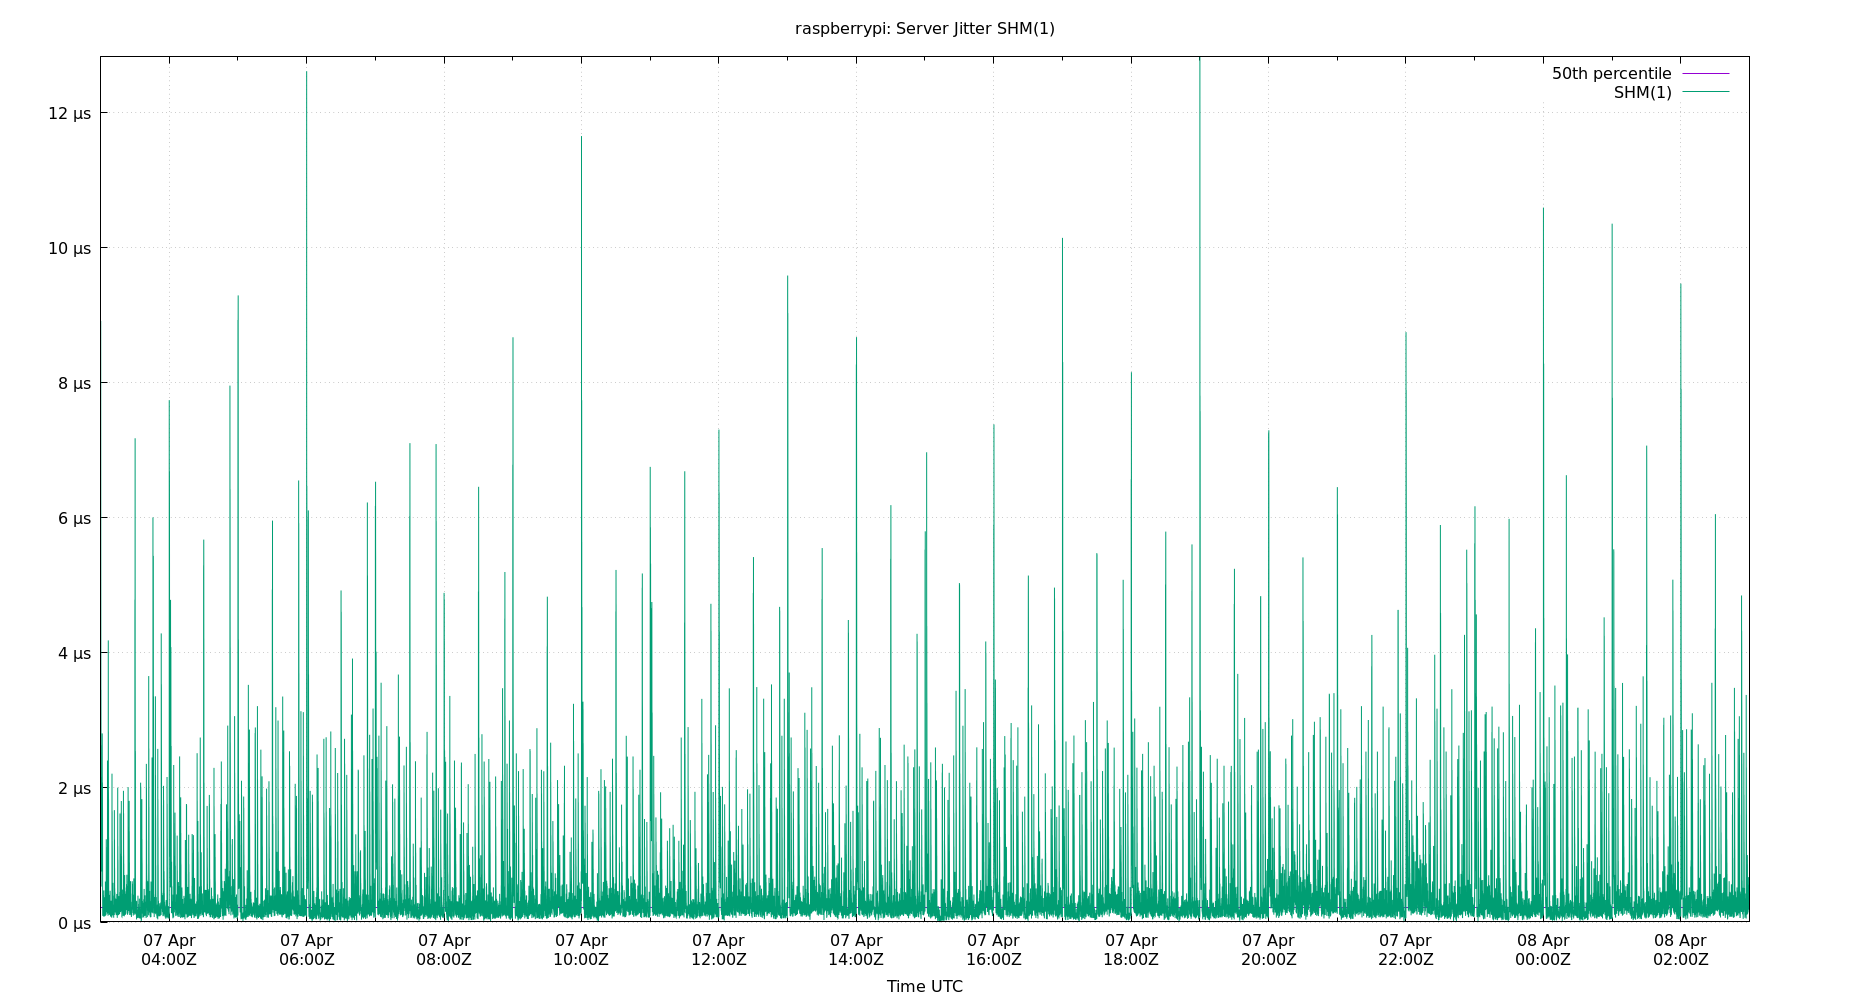 raspberrypi: Server Jitter SHM(1)
50th percentile
SHM(1)
12 μs
10 μs
8 μs
6 μs
4 μs
2 μs
0 μs
07 Apr 07 Apr 07 Apr 07 Apr 07 Apr 07 Apr 07 Apr 07 Apr 07 Apr 07 Apr 08 Apr 08 Apr
04:00Z 06:00Z 08:00Z 10:00Z 12:00Z 14:00Z 16:00Z 18:00Z 20:00Z 22:00Z 00:00Z 02:00Z
Time UTC